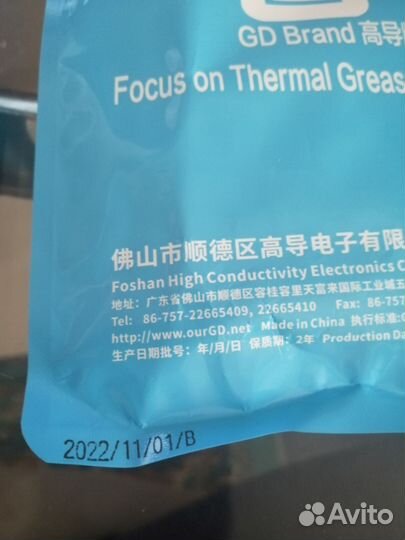 GD Brand 高导
Focus on Thermal Greas
佛山市顺德区高导电子有限
Foshan High Conductivity Electronics C
地址: 广东省佛山市顺德区容桂容里天富来国际工业城五
Tel: 86-757-22665409, 22665410 Fax: 86-757
http://www.ourGD.net Made in China 执行标准:
生产日期批号: 年/月/日 保质期: 2年 Production Da
2022/11/01/B
Avito